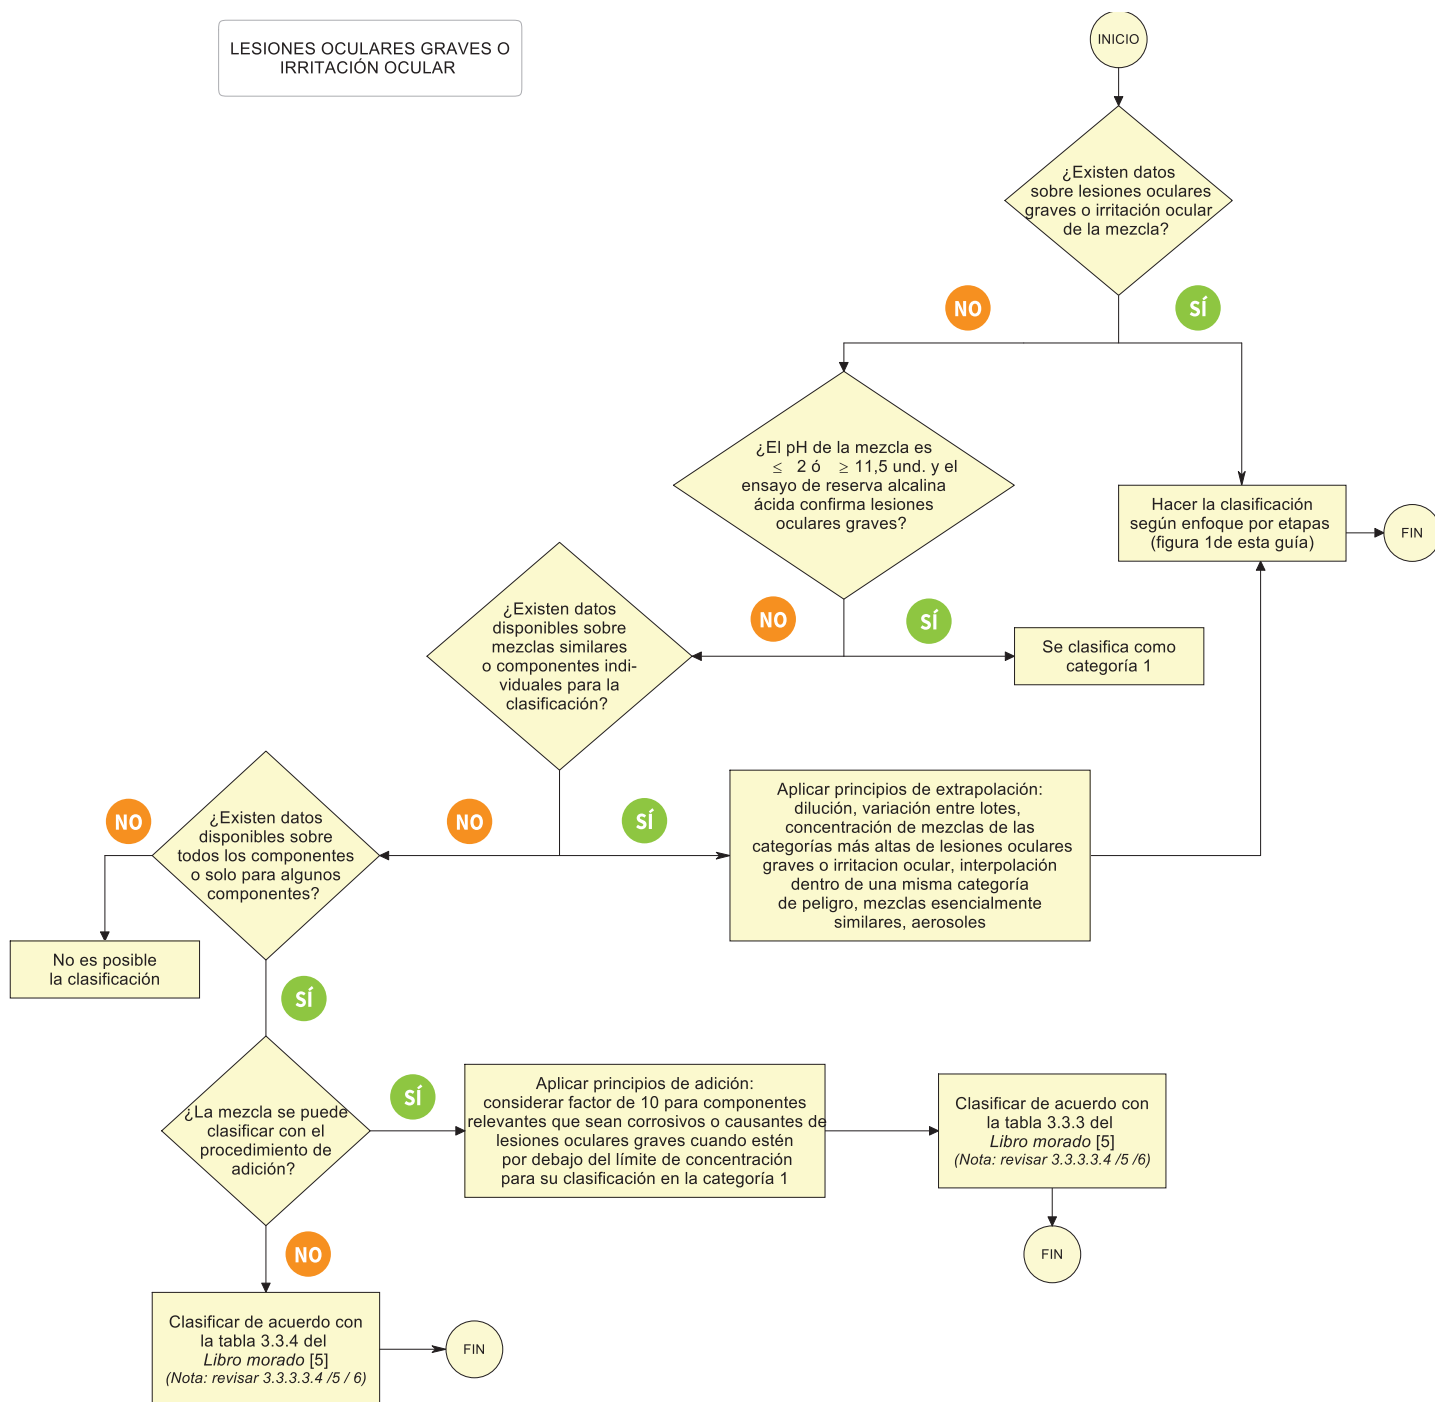 LESIONES OCULARES GRAVES O
IRRITACIÓN OCULAR
INICIO
¿Existen datos
sobre lesiones oculares
graves o irritación ocular
de la mezcla?
NO
SÍ
¿El pH de la mezcla es
≤ 2 ó ≥ 11,5 und. y el
ensayo de reserva alcalina
ácida confirma lesiones
oculares graves?
Hacer la clasificación
según enfoque por etapas
(figura 1de esta guía)
FIN
NO
SÍ
¿Existen datos
disponibles sobre
mezclas similares
o componentes indi-
viduales para la
clasificación?
Se clasifica como
categoría 1
NO
SÍ
Aplicar principios de extrapolación:
dilución, variación entre lotes,
concentración de mezclas de las
categorías más altas de lesiones oculares
graves o irritacion ocular, interpolación
dentro de una misma categoría
de peligro, mezclas esencialmente
similares, aerosoles
NO
¿Existen datos
disponibles sobre
todos los componentes
o solo para algunos
componentes?
No es posible
la clasificación
SÍ
¿La mezcla se puede
clasificar con el
procedimiento de
adición?
SÍ
Aplicar principios de adición:
considerar factor de 10 para componentes
relevantes que sean corrosivos o causantes de
lesiones oculares graves cuando estén
por debajo del límite de concentración
para su clasificación en la categoría 1
Clasificar de acuerdo con
la tabla 3.3.3 del
Libro morado [5]
(Nota: revisar 3.3.3.3.4 /5 /6)
FIN
NO
Clasificar de acuerdo con
la tabla 3.3.4 del
Libro morado [5]
(Nota: revisar 3.3.3.3.4 /5 / 6)
FIN